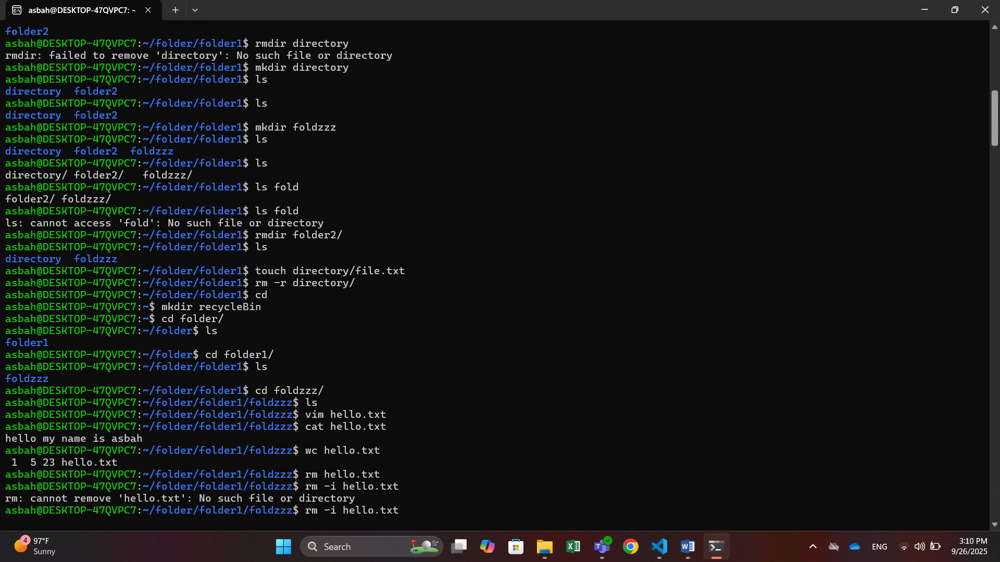 asbah@DESKTOP-47QVPC7: ~
folder2
asbah@DESKTOP-47QVPC7:~/folder/folder1$ rmdir directory
rmdir: failed to remove 'directory': No such file or directory
asbah@DESKTOP-47QVPC7:~/folder/folder1$ mkdir directory
asbah@DESKTOP-47QVPC7:~/folder/folder1$ ls
directory  folder2
asbah@DESKTOP-47QVPC7:~/folder/folder1$ ls
directory  folder2
asbah@DESKTOP-47QVPC7:~/folder/folder1$ mkdir foldzzz
asbah@DESKTOP-47QVPC7:~/folder/folder1$ ls
directory  folder2  foldzzz
asbah@DESKTOP-47QVPC7:~/folder/folder1$ ls
directory/ folder2/   foldzzz/
asbah@DESKTOP-47QVPC7:~/folder/folder1$ ls fold
folder2/ foldzzz/
asbah@DESKTOP-47QVPC7:~/folder/folder1$ ls fold
ls: cannot access 'fold': No such file or directory
asbah@DESKTOP-47QVPC7:~/folder/folder1$ rmdir folder2/
asbah@DESKTOP-47QVPC7:~/folder/folder1$ ls
directory  foldzzz
asbah@DESKTOP-47QVPC7:~/folder/folder1$ touch directory/file.txt
asbah@DESKTOP-47QVPC7:~/folder/folder1$ rm -r directory/
asbah@DESKTOP-47QVPC7:~/folder/folder1$ cd
asbah@DESKTOP-47QVPC7:~$ mkdir recycleBin
asbah@DESKTOP-47QVPC7:~$ cd folder/
asbah@DESKTOP-47QVPC7:~/folder$ ls
folder1
asbah@DESKTOP-47QVPC7:~/folder$ cd folder1/
asbah@DESKTOP-47QVPC7:~/folder/folder1$ ls
foldzzz
asbah@DESKTOP-47QVPC7:~/folder/folder1$ cd foldzzz/
asbah@DESKTOP-47QVPC7:~/folder/folder1/foldzzz$ ls
asbah@DESKTOP-47QVPC7:~/folder/folder1/foldzzz$ vim hello.txt
asbah@DESKTOP-47QVPC7:~/folder/folder1/foldzzz$ cat hello.txt
hello my name is asbah
asbah@DESKTOP-47QVPC7:~/folder/folder1/foldzzz$ wc hello.txt
 1  5 23 hello.txt
asbah@DESKTOP-47QVPC7:~/folder/folder1/foldzzz$ rm hello.txt
asbah@DESKTOP-47QVPC7:~/folder/folder1/foldzzz$ rm -i hello.txt
rm: cannot remove 'hello.txt': No such file or directory
asbah@DESKTOP-47QVPC7:~/folder/folder1/foldzzz$ rm -i hello.txt
4
97°F
Sunny
Search
ENG
3:10 PM
9/26/2025